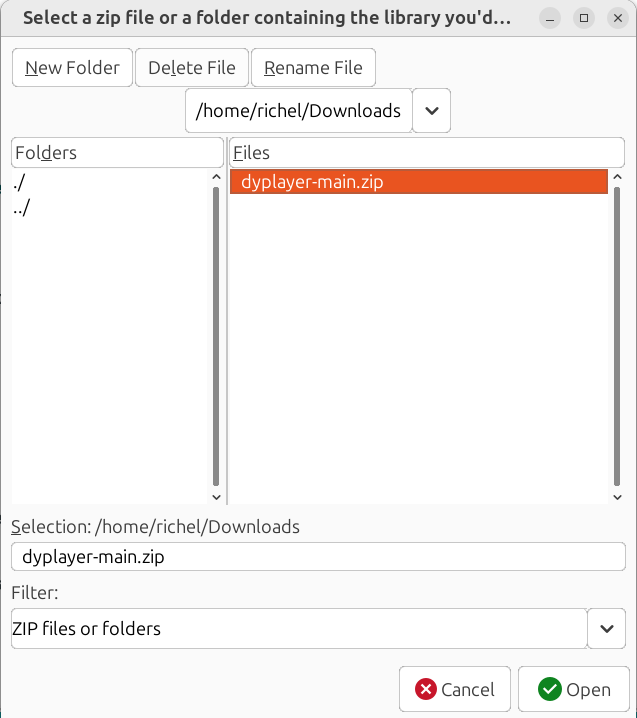 Select a zip file or a folder containing the library you'd...
New Folder Delete File Rename File
/home/richel/Downloads
Folders Files
./ dyplayer-main.zip
../
Selection: /home/richel/Downloads
dyplayer-main.zip
Filter:
ZIP files or folders
Cancel Open